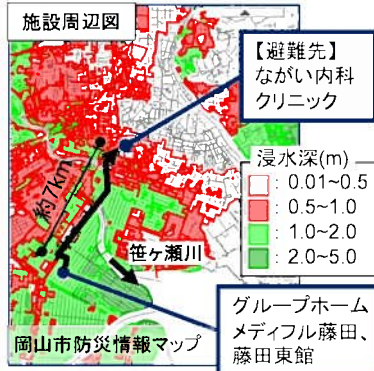 施設周辺図
【避難先】
ながい内科
クリニック
浸水深(m)
: 0.01~0.5
: 0.5~1.0
: 1.0~2.0
: 2.0~5.0
約7km
笹ヶ瀬川
グループホーム
メディフル藤田、
藤田東館
岡山市防災情報マップ